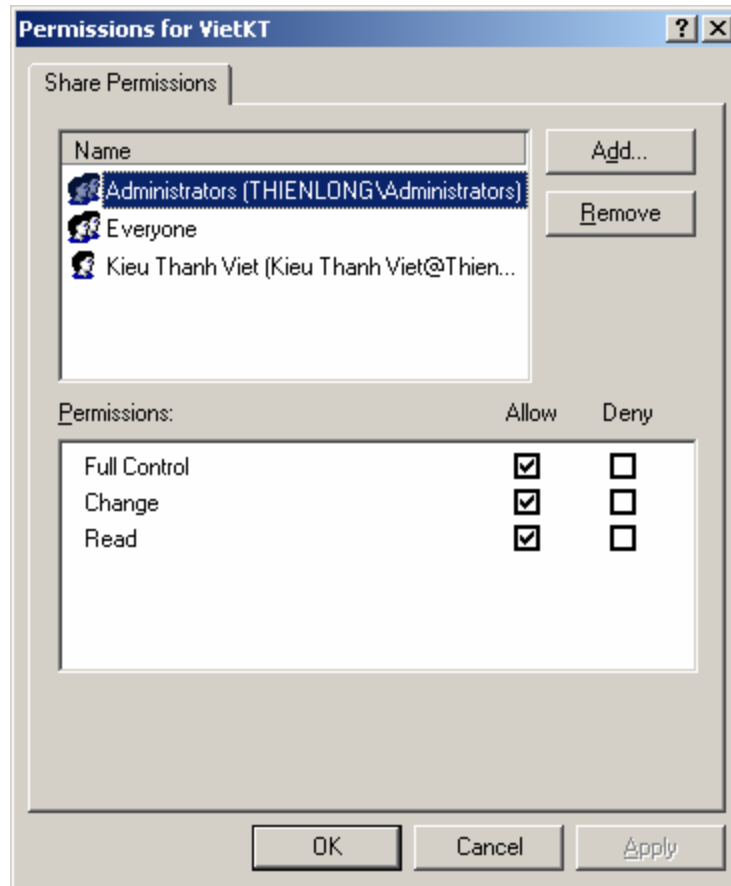 Permissions for VietKT
Share Permissions
Name
Administrators (THIENLONG\Administrators)
Everyone
Kieu Thanh Viet (Kieu Thanh Viet@Thien...
Add...
Remove
Permissions: Allow Deny
Full Control
Change
Read
OK Cancel Apply